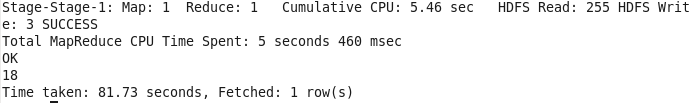 Stage-Stage-1: Map: 1  Reduce: 1   Cumulative CPU: 5.46 sec   HDFS Read: 255 HDFS Writ
e: 3 SUCCESS
Total MapReduce CPU Time Spent: 5 seconds 460 msec
OK
18
Time taken: 81.73 seconds, Fetched: 1 row(s)